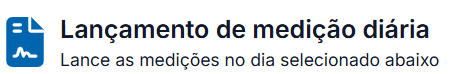 Lançamento de medição diária
Lance as medições no dia selecionado abaixo